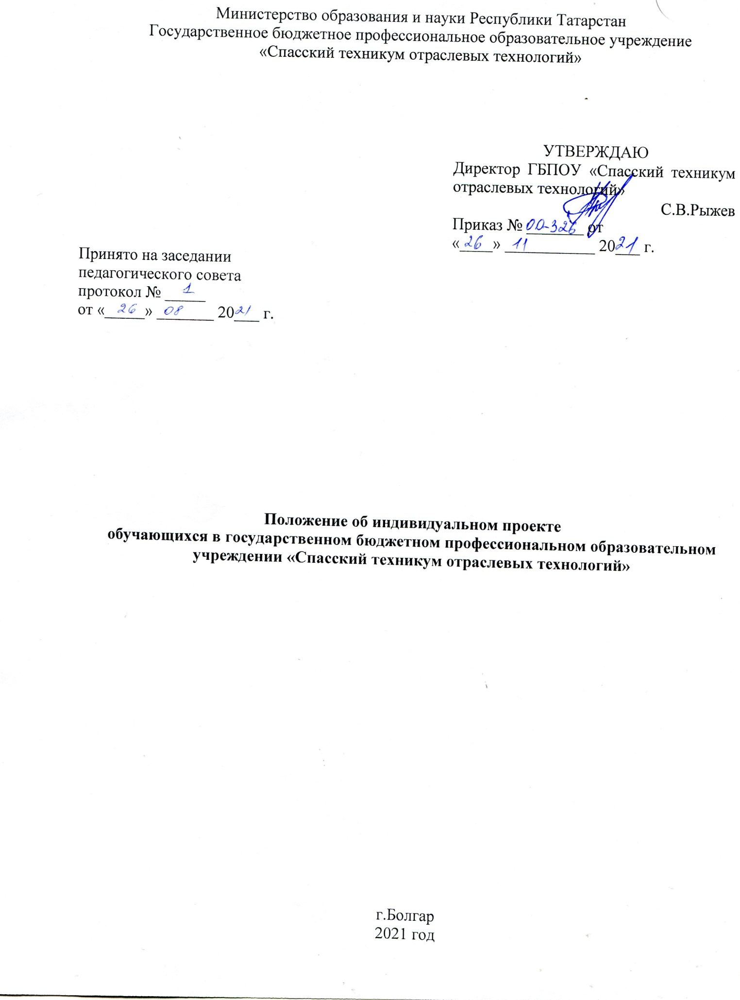 Министерство образования и науки Республики Татарстан
Государственное бюджетное профессиональное образовательное учреждение
«Спасский техникум отраслевых технологий»
УТВЕРЖДАЮ
Директор ГБПОУ «Спасский техникум
отраслевых технологий»
С.В.Рыжев
Приказ № ОД-326 от
«26» 11 2021 г.
Принято на заседании
педагогического совета
протокол № 1
от «26» 08 2021 г.
Положение об индивидуальном проекте
обучающихся в государственном бюджетном профессиональном образовательном
учреждении «Спасский техникум отраслевых технологий»
г.Болгар
2021 год